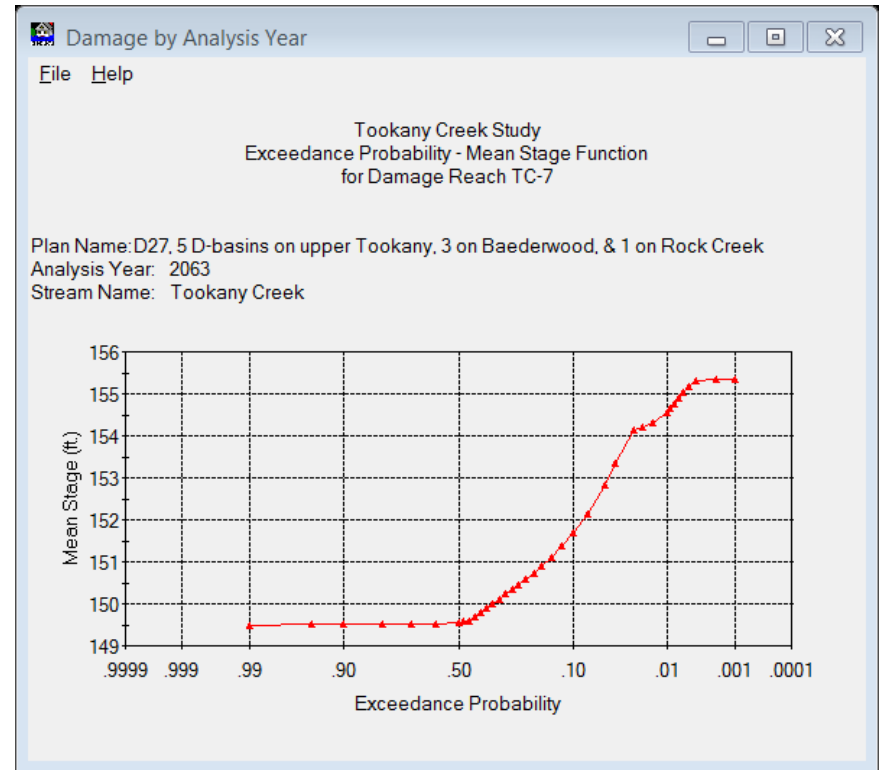 Damage by Analysis Year
File Help
Tookany Creek Study
Exceedance Probability - Mean Stage Function
for Damage Reach TC-7
Plan Name:D27, 5 D-basins on upper Tookany, 3 on Baederwood, & 1 on Rock Creek
Analysis Year: 2063
Stream Name: Tookany Creek
Mean Stage (ft.)
156
155
154
153
152
151
150
149
.9999 .999 .99 .90 .50 .10 .01 .001 .0001
Exceedance Probability